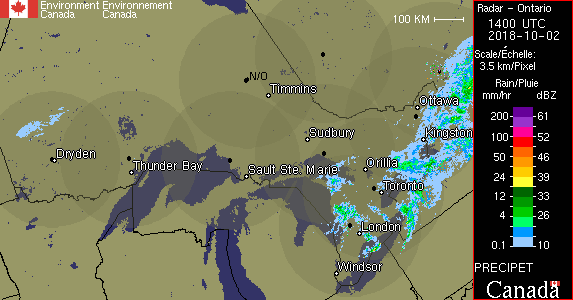 Environment Environnement
Canada Canada
100 KM
N/O
Timmins
Ottawa
Sudbury
Kingston
Dryden
Thunder Bay
Sault Ste. Marie
Orillia
Toronto
London
Windsor
Radar - Ontario
1400 UTC
2018-10-02
Scale/Échelle:
3.5 km/Pixel
Rain/Pluie
mm/hr dBZ
200 61
100 52
50 46
24 39
12 33
4 26
0.1 10
PRECIPET
Canada